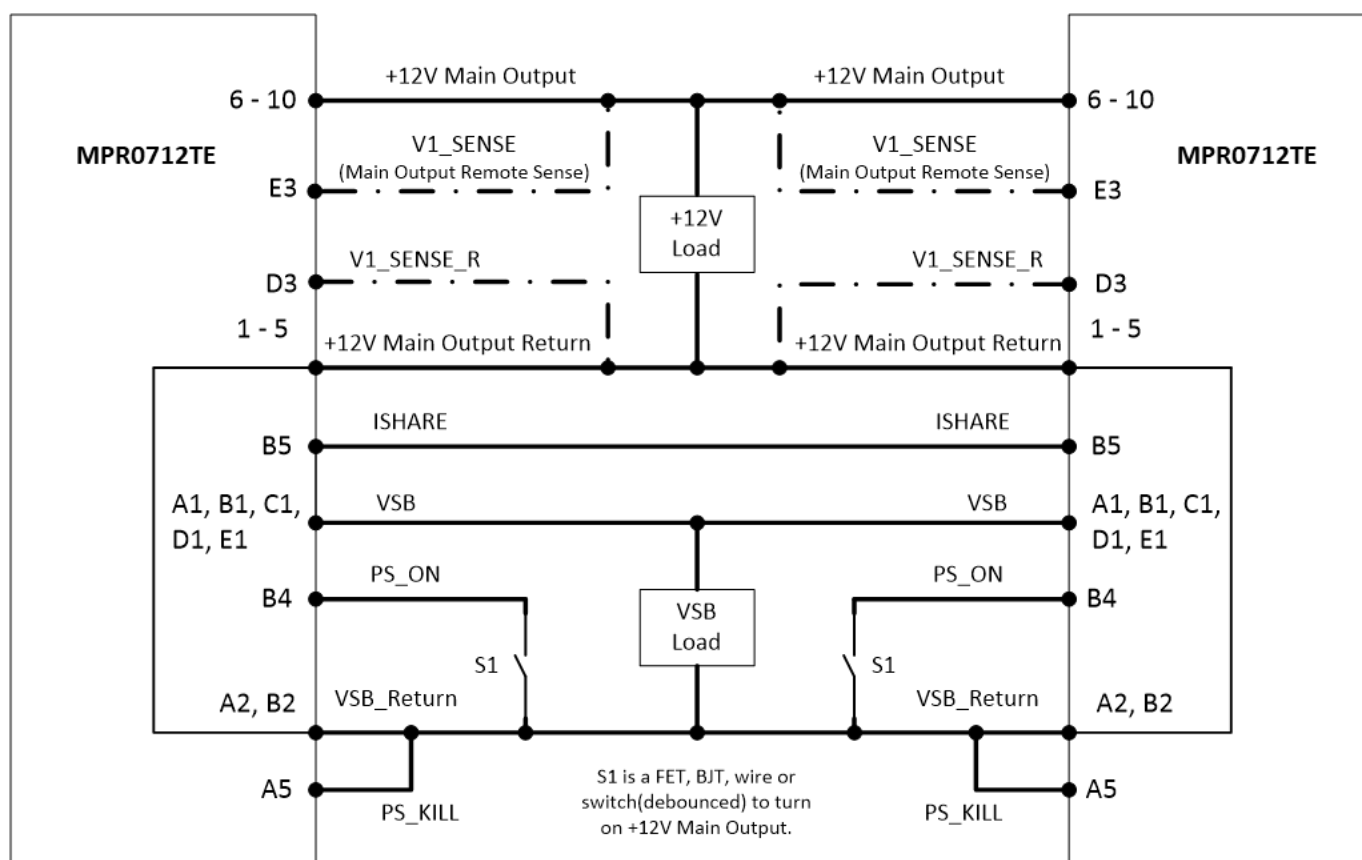 +12V Main Output +12V Main Output
6 - 10 6 - 10
V1_SENSE V1_SENSE
MPR0712TE (Main Output Remote Sense) (Main Output Remote Sense) MPR0712TE
E3 E3
+12V
Load
V1_SENSE_R V1_SENSE_R
D3 D3
1 - 5 1 - 5
+12V Main Output Return +12V Main Output Return
ISHARE ISHARE
B5 B5
A1, B1, C1, VSB VSB A1, B1, C1,
D1, E1 D1, E1
PS_ON PS_ON
B4 B4
VSB
Load
S1 S1
A2, B2 VSB_Return VSB_Return A2, B2
S1 is a FET, BJT, wire or
switch(debounced) to turn
on +12V Main Output.
A5 A5
PS_KILL PS_KILL